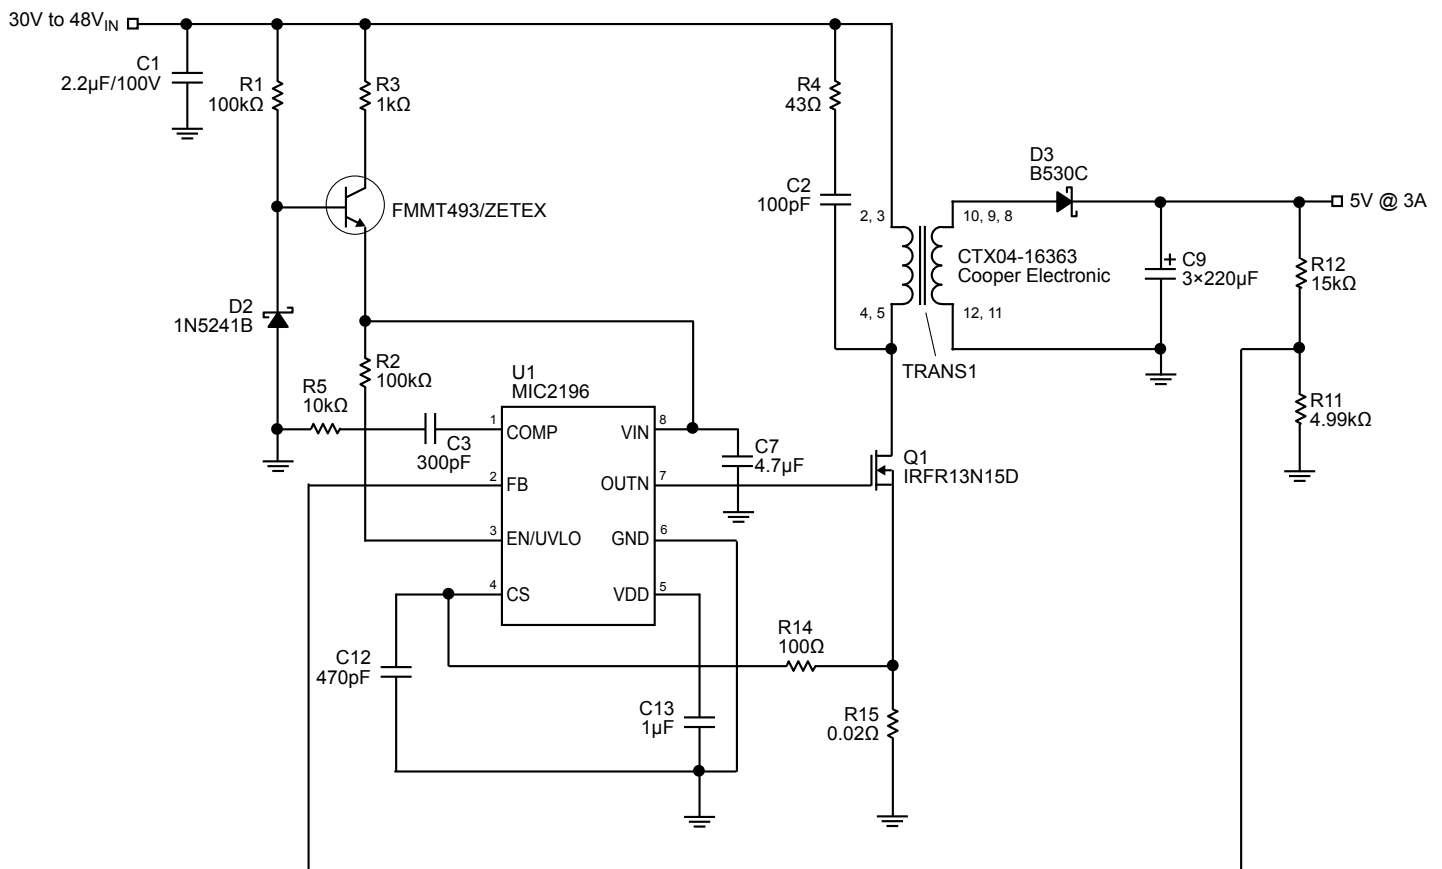 30V to 48VIN
C1
2.2µF/100V
R1
100kΩ
R3
1kΩ
R4
43Ω
C2
100pF
FMMT493/ZETEX
D2
1N5241B
R2
100kΩ
R5
10kΩ
C3
300pF
U1
MIC2196
1
COMP
2
FB
3
EN/UVLO
4
CS
VIN
8
OUTN
7
GND
6
VDD
5
C7
4.7µF
2, 3
4, 5
10, 9, 8
12, 11
CTX04-16363
Cooper Electronic
TRANS1
D3
B530C
5V @ 3A
+ C9
3×220µF
R12
15kΩ
R11
4.99kΩ
Q1
IRFR13N15D
R14
100Ω
R15
0.02Ω
C12
470pF
C13
1µF